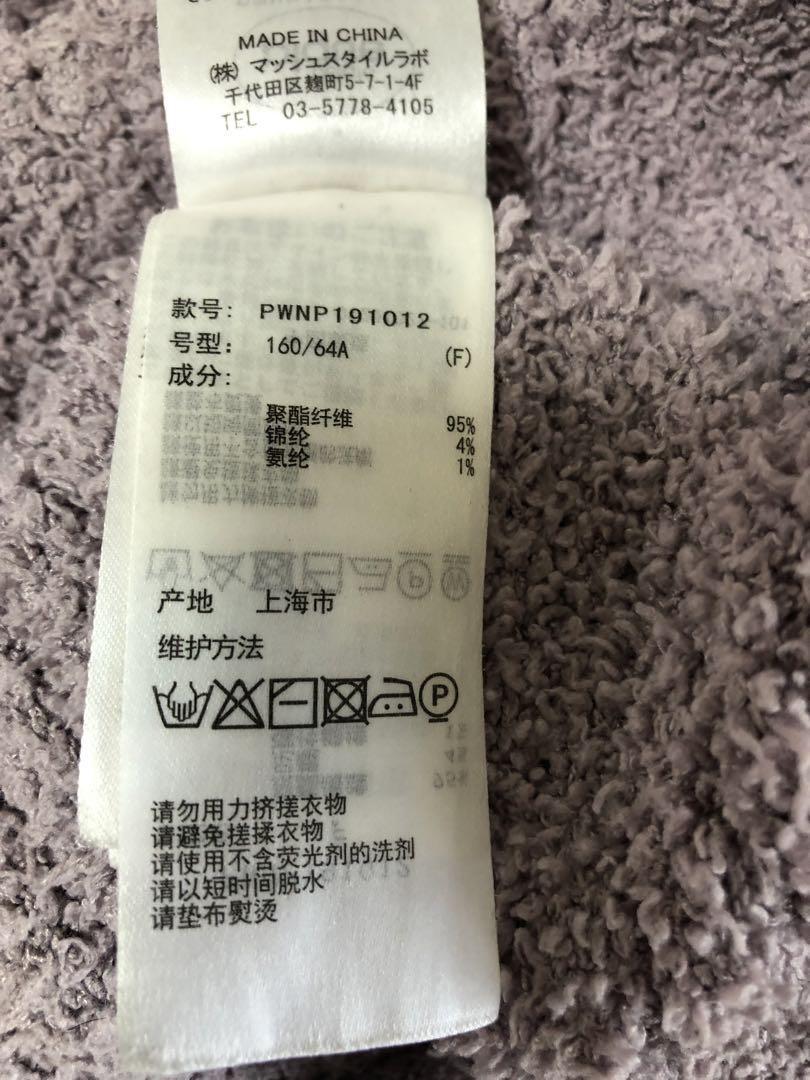 MADE IN CHINA
(株) マッシュスタイルラボ
千代田区麹町5-7-1-4F
TEL 03-5778-4105
款号: PWNP191012
号型: 160/64A (F)
成分:
聚酯纤维 95%
锦纶 4%
氨纶 1%
产地 上海市
维护方法
P
请勿用力挤搓衣物
请避免搓揉衣物
请使用不含荧光剂的洗剂
请以短时间脱水
请垫布熨烫